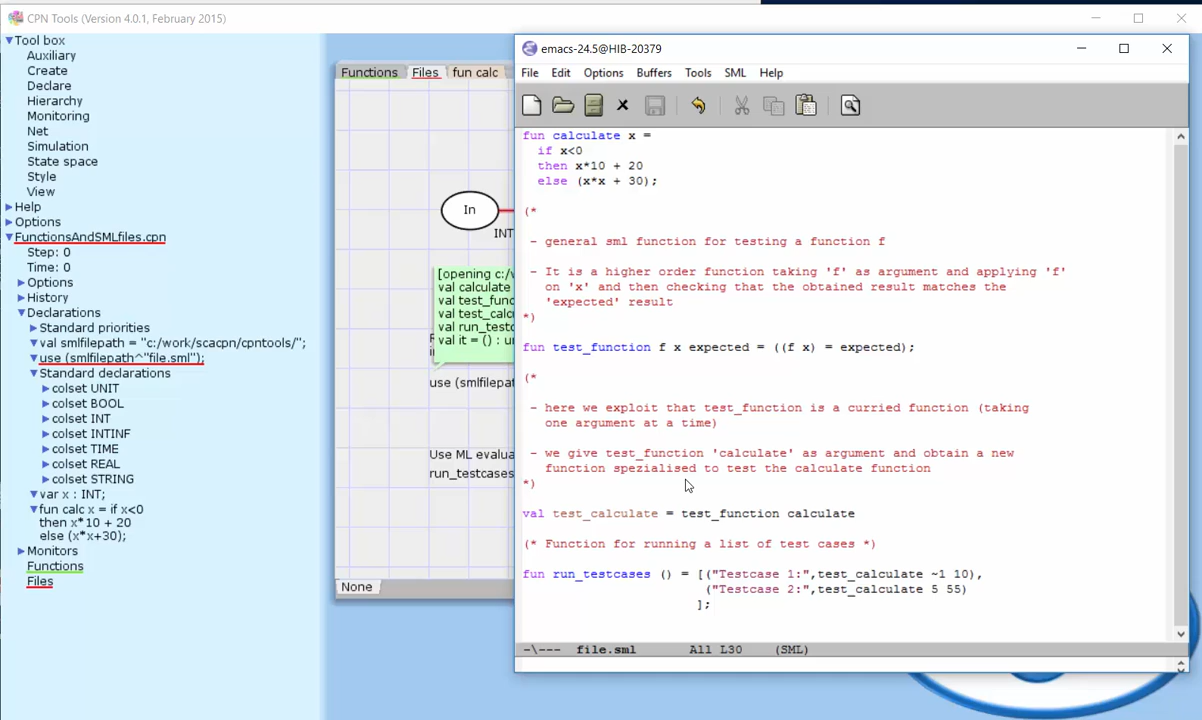 CPN Tools (Version 4.0.1, February 2015)
Tool box
Auxiliary
Create
Declare
Hierarchy
Monitoring
Net
Simulation
State space
Style
View
Help
Options
FunctionsAndSMLfiles.cpn
Step: 0
Time: 0
Options
History
Declarations
Standard priorities
val smlfilepath = "c:/work/scacpn/cpntools/";
use (smlfilepath^"file.sml");
Standard declarations
colset UNIT
colset BOOL
colset INT
colset INTINF
colset TIME
colset REAL
colset STRING
var x : INT;
fun calc x = if x<0
then x*10 + 20
else (x*x+30);
Monitors
Functions
Files
Functions Files fun calc
In
INT
[opening c:/
val calculate
val test_func
val test_calcu
val run_testc
val it = () : u
use (smlfilepat
Use ML evalua
run_testcases
None
emacs-24.5@HIB-20379
File Edit Options Buffers Tools SML Help
fun calculate x =
if x<0
then x*10 + 20
else (x*x + 30);
(*
- general sml function for testing a function f
- It is a higher order function taking 'f' as argument and applying 'f'
on 'x' and then checking that the obtained result matches the
'expected' result
*)
fun test_function f x expected = ((f x) = expected);
(*
- here we exploit that test_function is a curried function (taking
one argument at a time)
- we give test_function 'calculate' as argument and obtain a new
function spezialised to test the calculate function
*)
val test_calculate = test_function calculate
(* Function for running a list of test cases *)
fun run_testcases () = [("Testcase 1:",test_calculate ~1 10),
("Testcase 2:",test_calculate 5 55)
];
-\--- file.sml All L30 (SML)